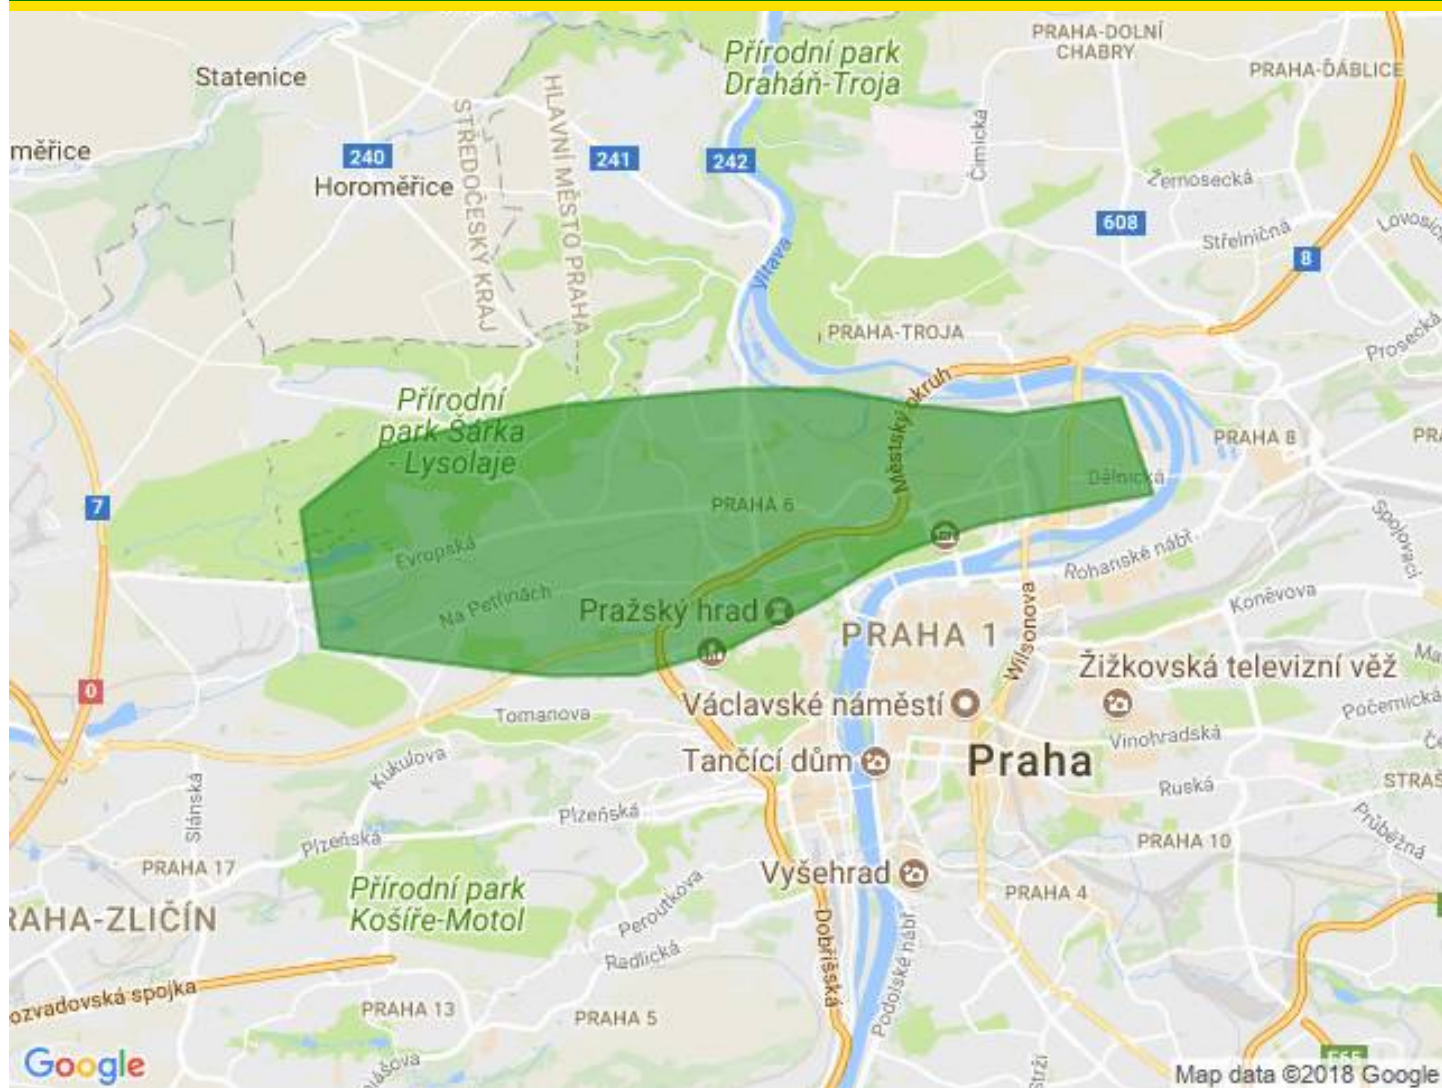 Přírodní park
Draháň-Troja
PRAHA-DOLNÍ
CHABRY
PRAHA-ĎÁBLICE
Statenice
měřice
240
241
242
Horoměřice
STŘEDOČESKÝ KRAJ
HLAVNÍ MĚSTO PRAHA
Čimická
Žernosecká
608
Střelničná
8
Vltava
PRAHA-TROJA
Prosecká
Městský okruh
Přírodní
park Šárka
- Lysolaje
PRAHA 8
7
PRAHA 6
Dělnická
Evropská
Spojovací
Rohanské nábř.
Na Petřinách
Koněvova
Pražský hrad
PRAHA 1
Wilsonova
Žižkovská televizní věž
0
Václavské náměstí
Počernická
Tomanova
Vinohradská
Kukulova
Tančící dům
Praha
Ruská
STRAŠ
Slánská
Plzeňská
Plzeňská
Průběžná
PRAHA 10
PRAHA 17
Vyšehrad
PRAHA 4
Přírodní park
Košíře-Motol
RAHA-ZLIČÍN
Peroutkova
Radlická
Dobříšská
Podolské nábř.
ozvadovská spojka
PRAHA 13
PRAHA 5
Google
Map data ©2018 Google